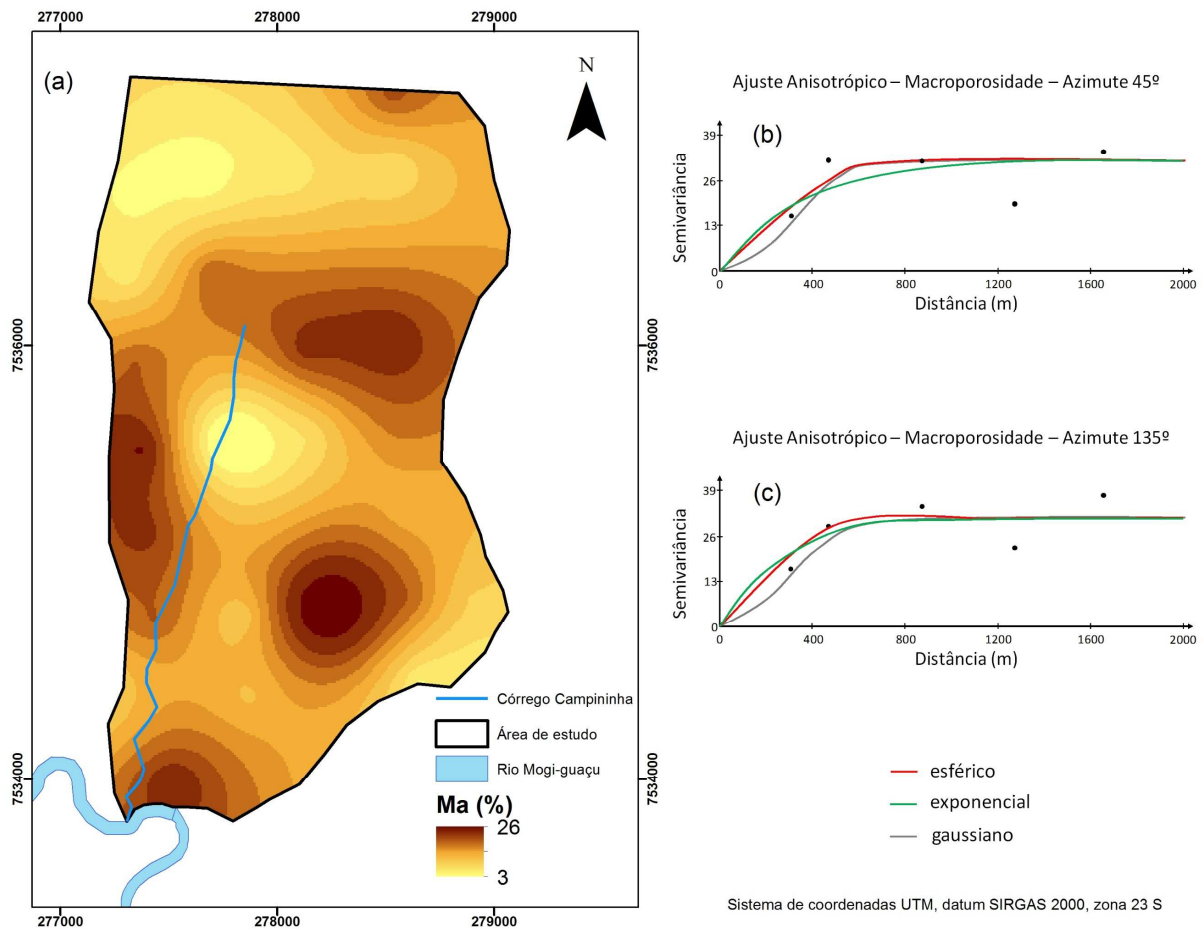 277000
278000
279000
(a)
N
7536000
7536000
7534000
7534000
Córrego Campininha
Área de estudo
Rio Mogi-guaçu
Ma (%)
26
3
277000
278000
279000
Ajuste Anisotrópico – Macroporosidade – Azimute 45º
(b)
Semivariância
39
26
13
0
0 400 800 1200 1600 2000
Distância (m)
Ajuste Anisotrópico – Macroporosidade – Azimute 135º
(c)
Semivariância
39
26
13
0
0 400 800 1200 1600 2000
Distância (m)
esférico
exponencial
gaussiano
Sistema de coordenadas UTM, datum SIRGAS 2000, zona 23 S